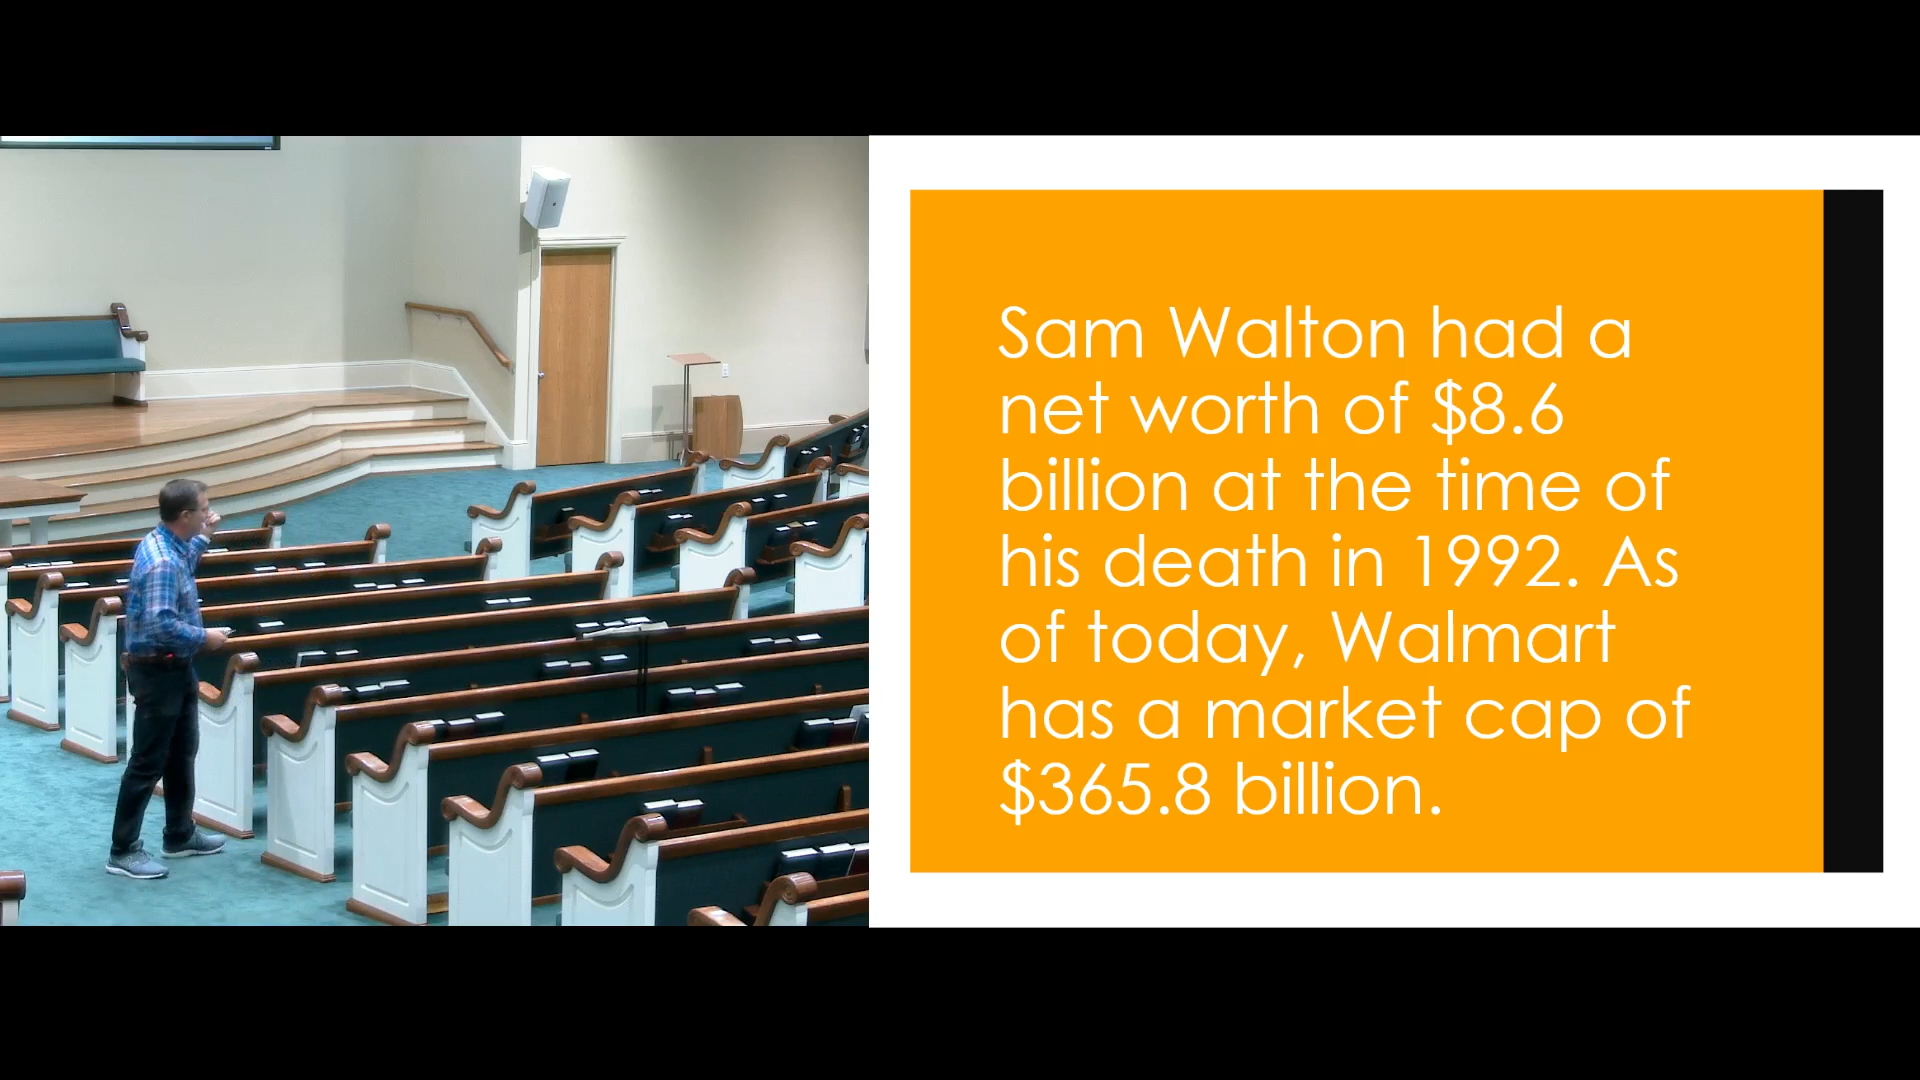 Sam Walton had a
net worth of $8.6
billion at the time of
his death in 1992. As
of today, Walmart
has a market cap of
$365.8 billion.